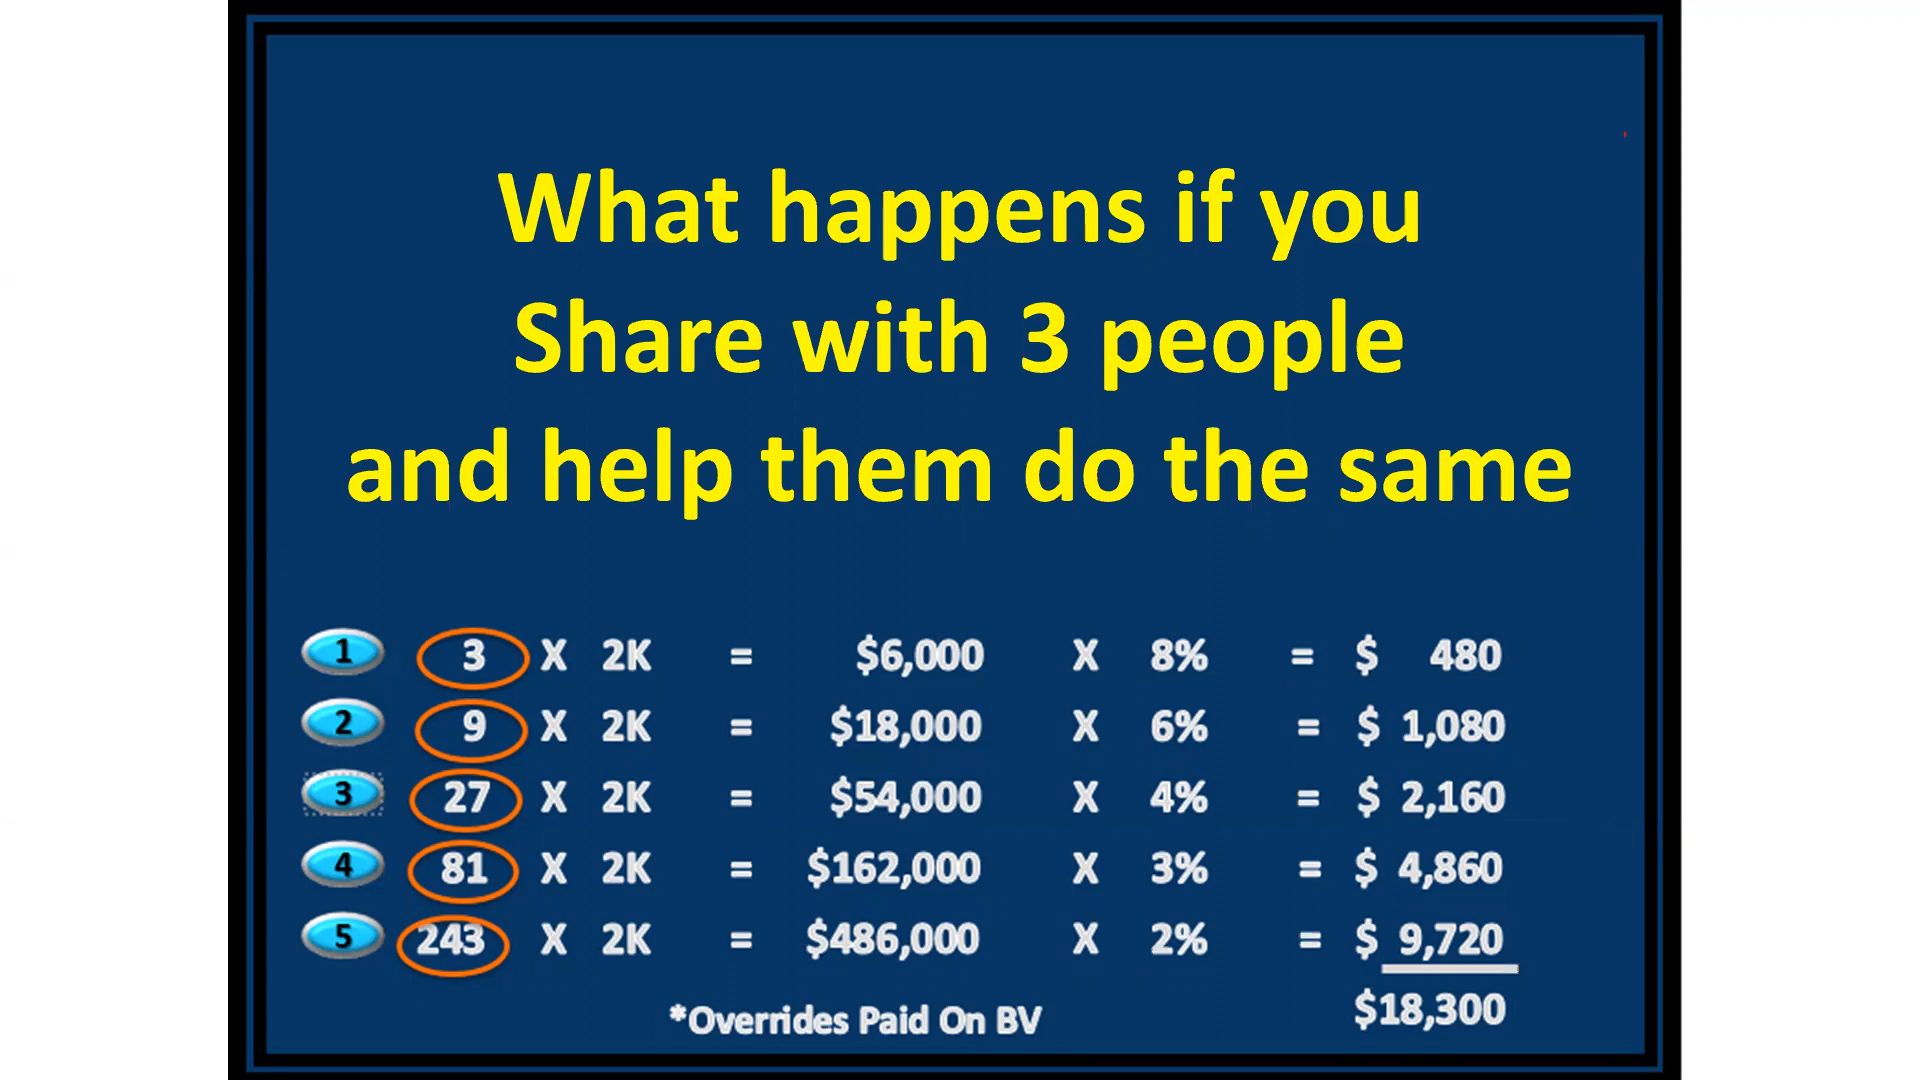 What happens if you
Share with 3 people
and help them do the same
1 3 X 2K = $6,000 X 8% = $ 480
2 9 X 2K = $18,000 X 6% = $ 1,080
3 27 X 2K = $54,000 X 4% = $ 2,160
4 81 X 2K = $162,000 X 3% = $ 4,860
5 243 X 2K = $486,000 X 2% = $ 9,720
$18,300
*Overrides Paid On BV